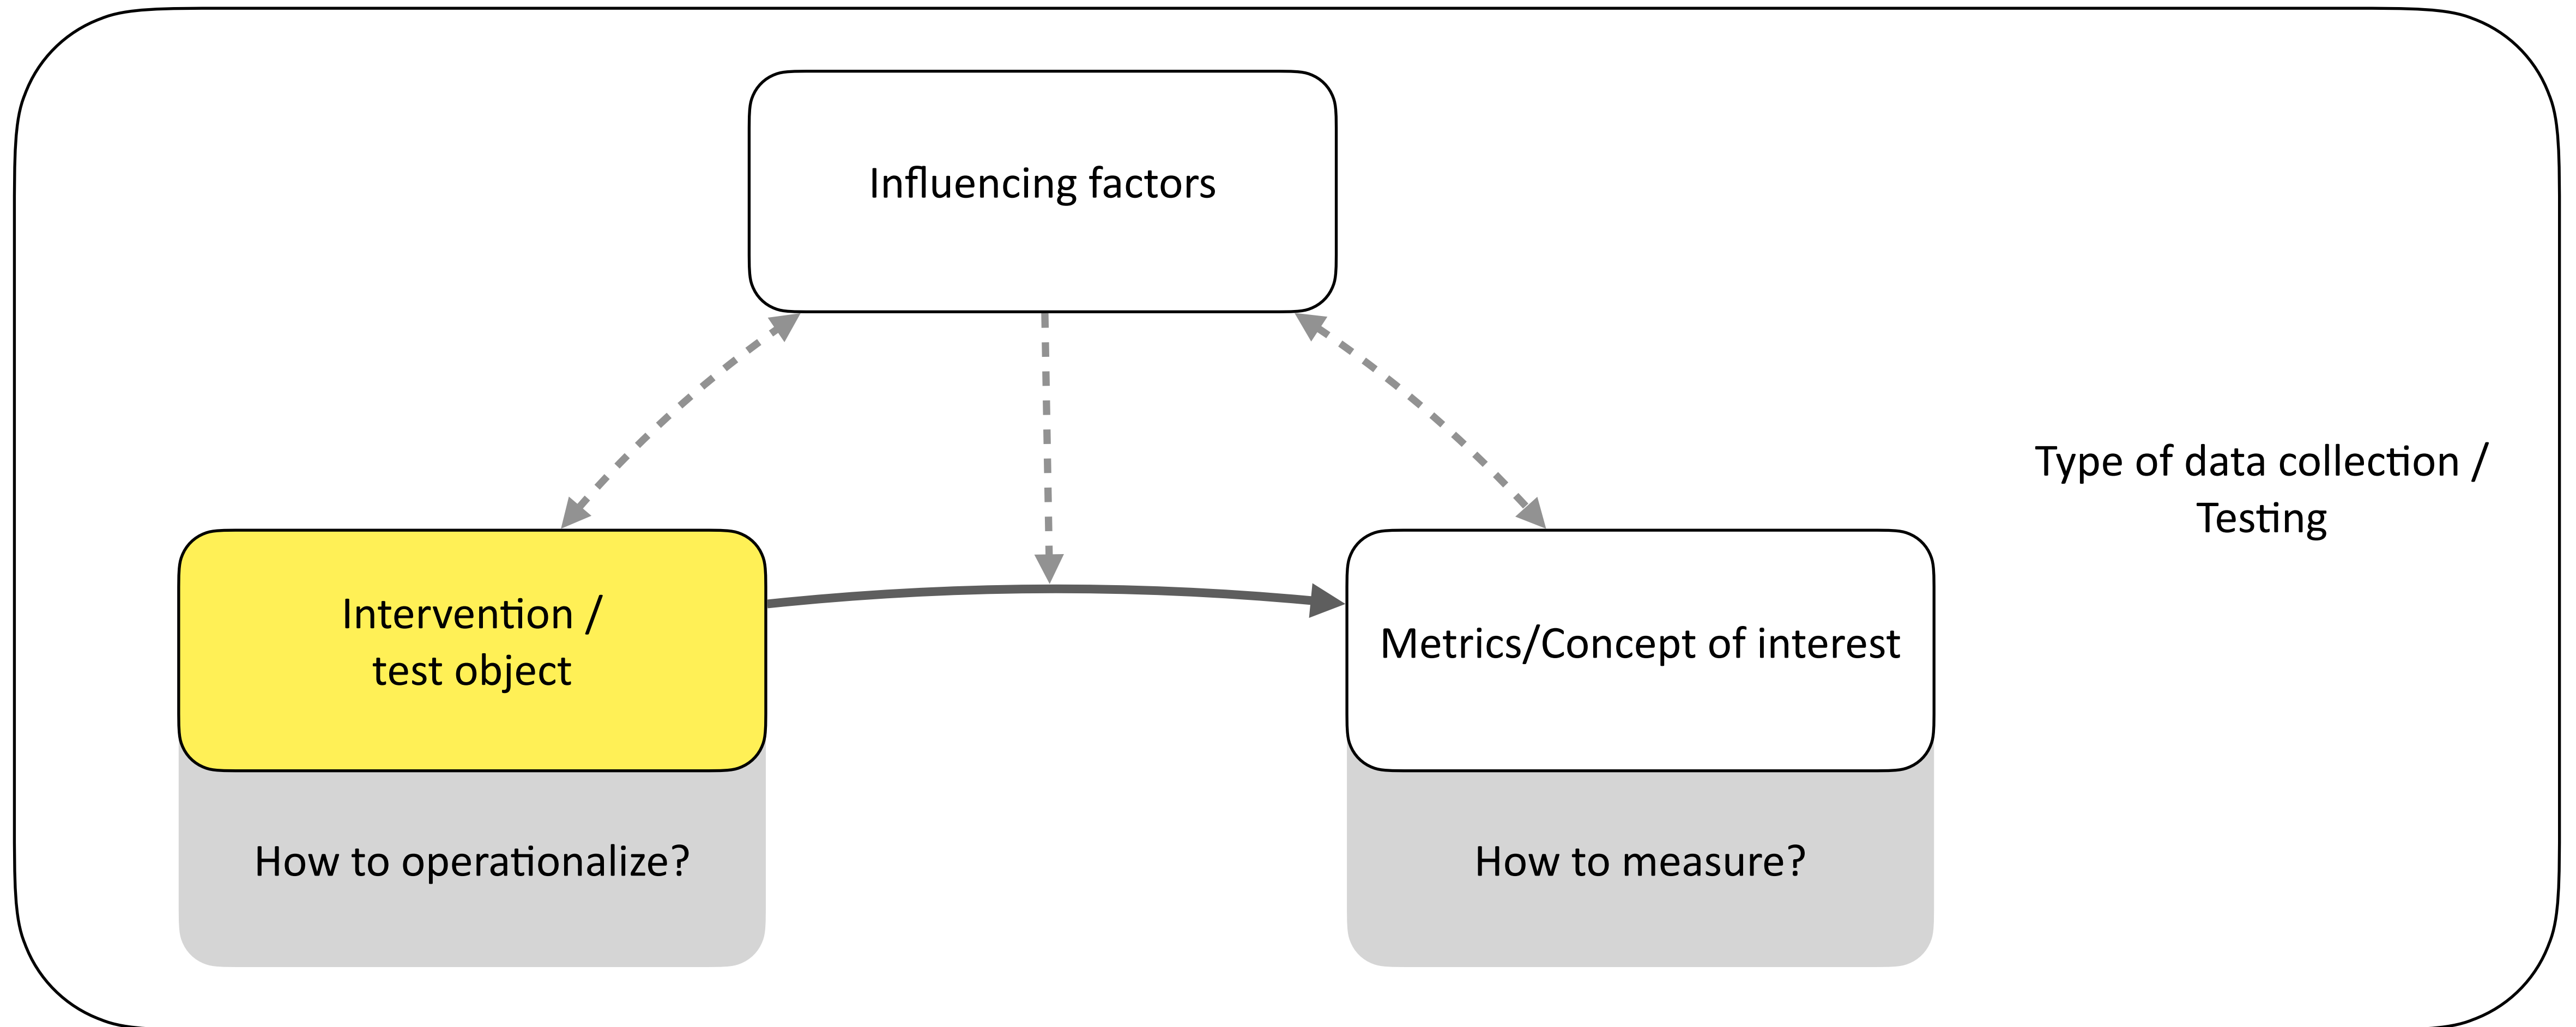 Influencing factors
Type of data collection /
Testing
Intervention /
test object
Metrics/Concept of interest
How to operationalize?
How to measure?